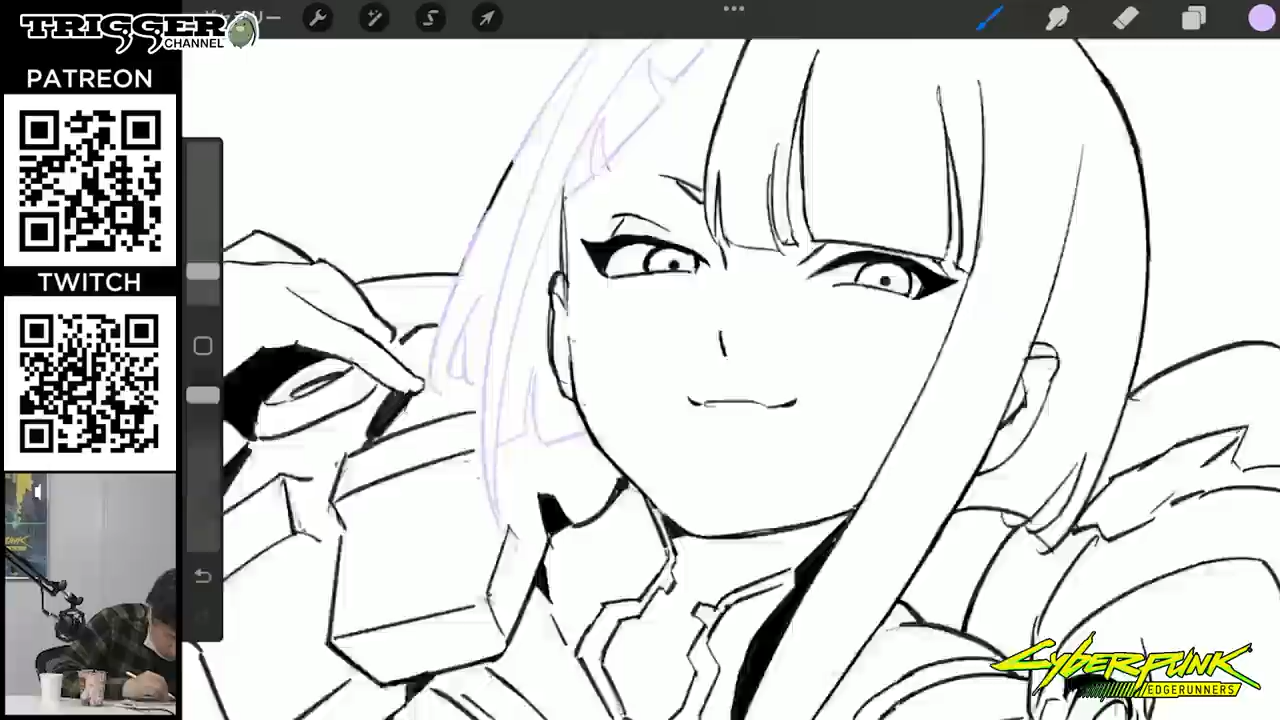 TRIGGER
CHANNEL
PATREON
TWITCH
CYBERPUNK
EDGERUNNERS